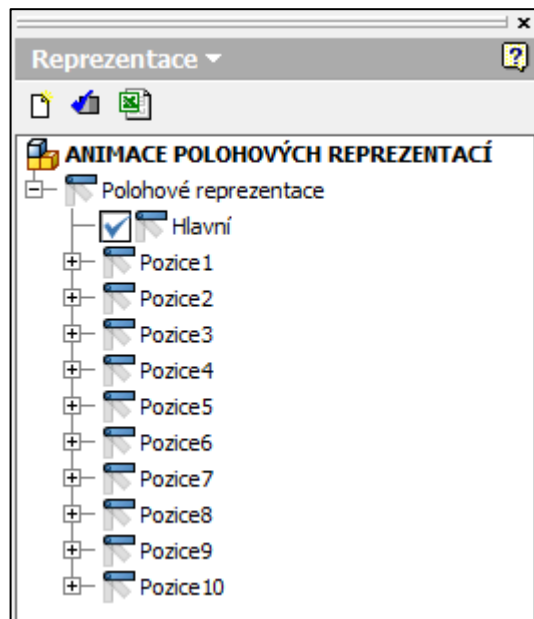 Reprezentace
ANIMACE POLOHOVÝCH REPREZENTACÍ
Polohové reprezentace
Hlavní
Pozice1
Pozice2
Pozice3
Pozice4
Pozice5
Pozice6
Pozice7
Pozice8
Pozice9
Pozice10